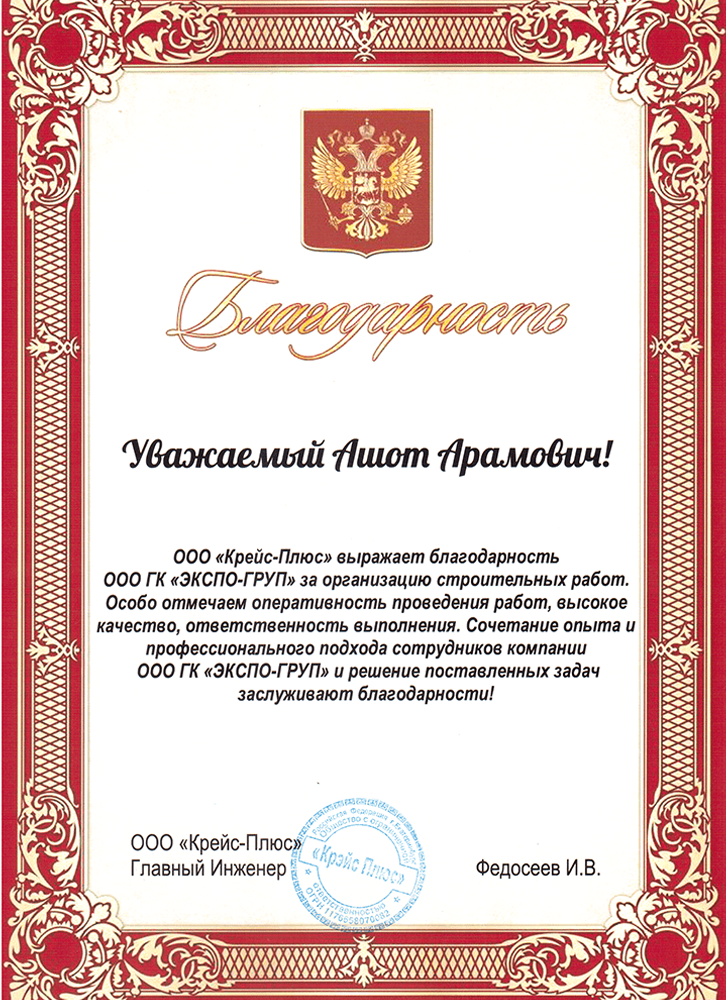 Благодарность
Уважаемый Ашот Арамович!
ООО «Крейс-Плюс» выражает благодарность
ООО ГК «ЭКСПО-ГРУП» за организацию строительных работ.
Особо отмечаем оперативность проведения работ, высокое
качество, ответственность выполнения. Сочетание опыта и
профессионального подхода сотрудников компании
ООО ГК «ЭКСПО-ГРУП» и решение поставленных задач
заслуживают благодарности!
ООО «Крейс-Плюс»
Главный Инженер
Федосеев И.В.
Российская Федерация г.Екатеринбург
Общество с ограниченной
«Крэйс Плюс»
ответственностью
ОГРН